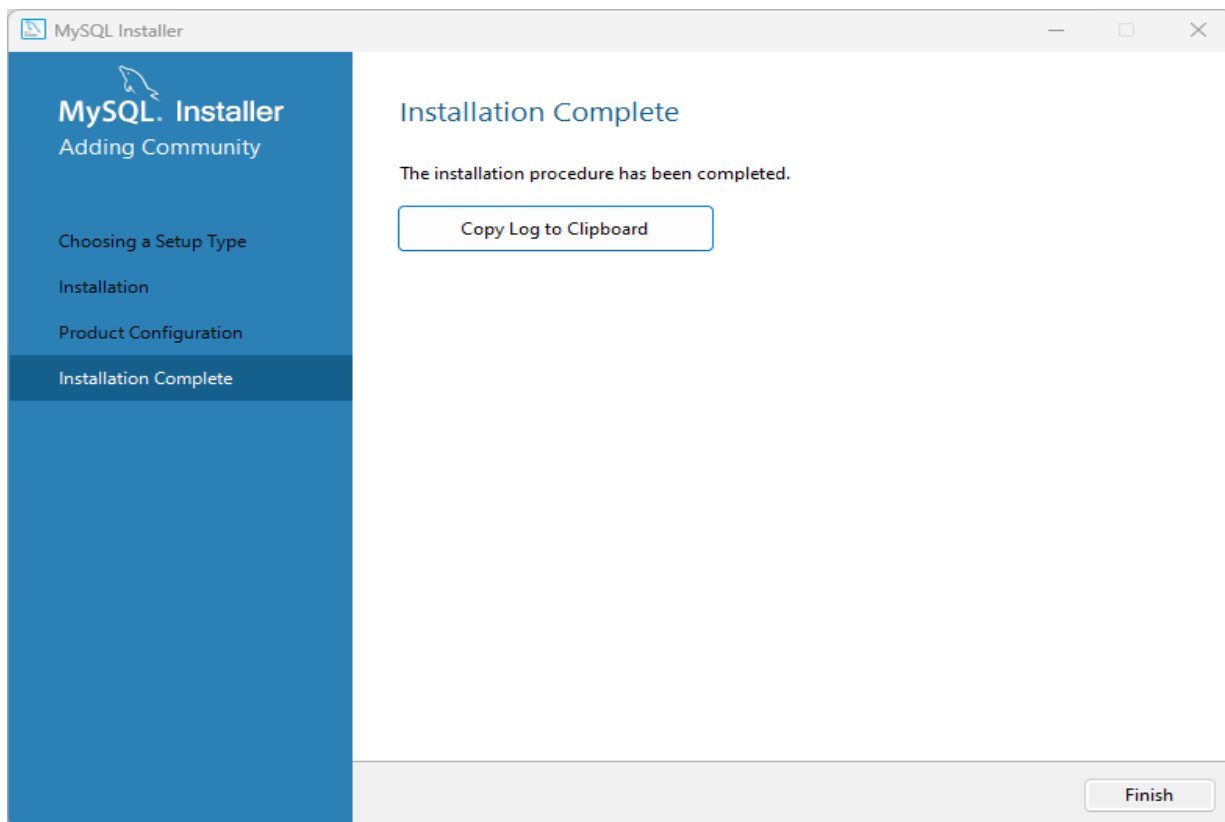 MySQL Installer
MySQL. Installer
Adding Community
Choosing a Setup Type
Installation
Product Configuration
Installation Complete
Installation Complete
The installation procedure has been completed.
Copy Log to Clipboard
Finish